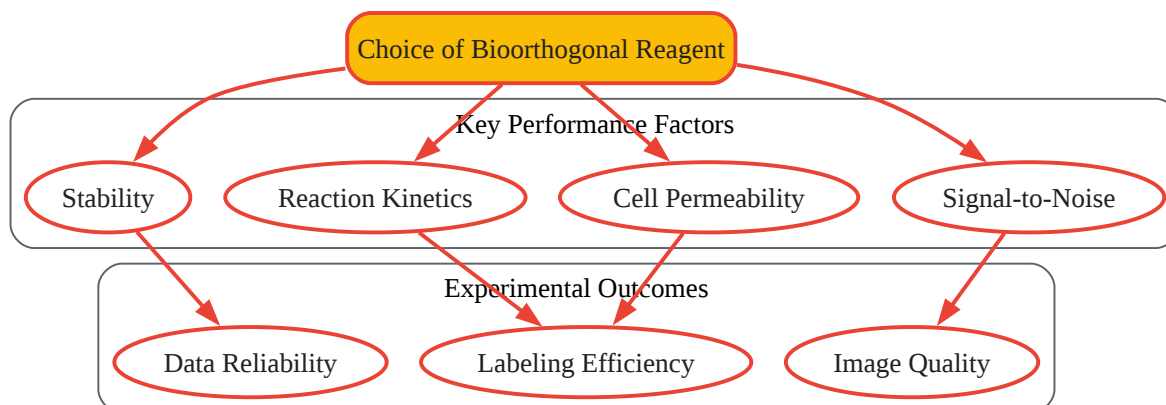 Choice of Bioorthogonal Reagent
Key Performance Factors
Stability
Reaction Kinetics
Cell Permeability
Signal-to-Noise
Experimental Outcomes
Data Reliability
Labeling Efficiency
Image Quality